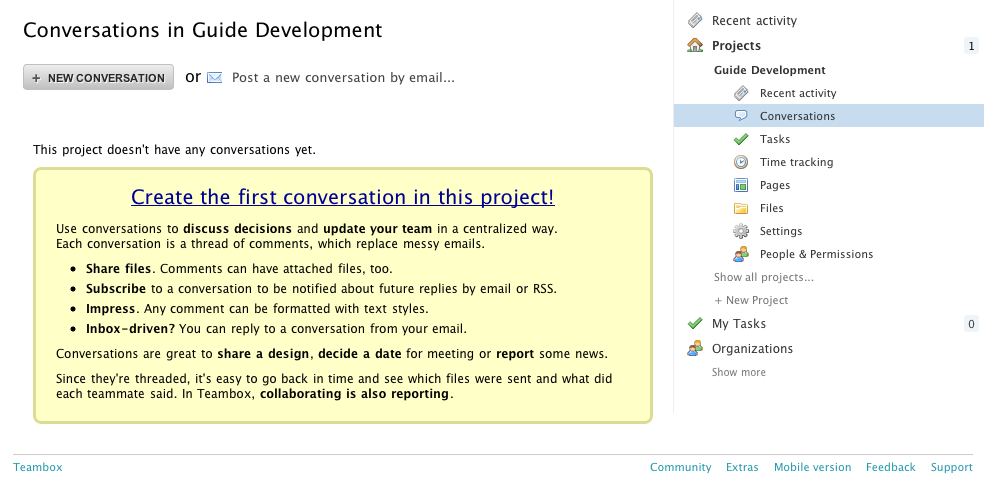 Conversations in Guide Development
+ NEW CONVERSATION or Post a new conversation by email...
This project doesn't have any conversations yet.
Create the first conversation in this project!
Use conversations to discuss decisions and update your team in a centralized way.
Each conversation is a thread of comments, which replace messy emails.
• Share files. Comments can have attached files, too.
• Subscribe to a conversation to be notified about future replies by email or RSS.
• Impress. Any comment can be formatted with text styles.
• Inbox-driven? You can reply to a conversation from your email.
Conversations are great to share a design, decide a date for meeting or report some news.
Since they're threaded, it's easy to go back in time and see which files were sent and what did
each teammate said. In Teambox, collaborating is also reporting.
Recent activity
Projects 1
Guide Development
Recent activity
Conversations
Tasks
Time tracking
Pages
Files
Settings
People & Permissions
Show all projects...
+ New Project
My Tasks 0
Organizations
Show more
Teambox Community Extras Mobile version Feedback Support